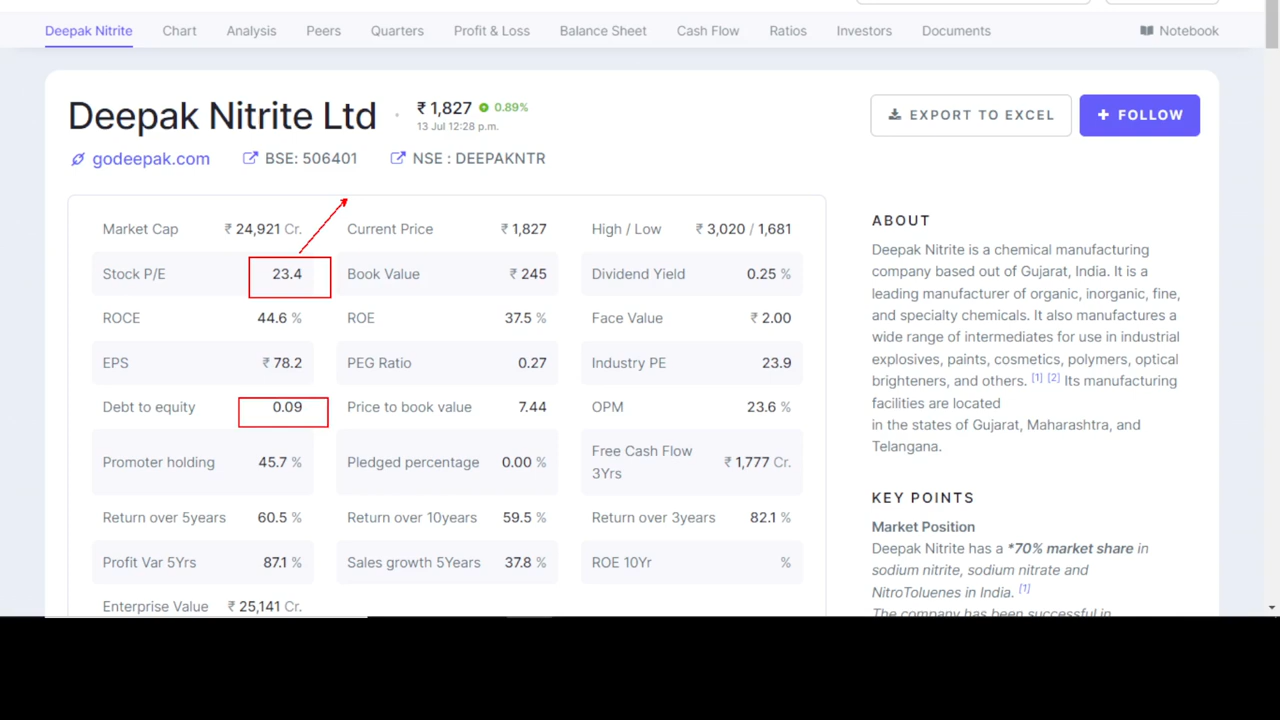 Deepak Nitrite Chart Analysis Peers Quarters Profit & Loss Balance Sheet Cash Flow Ratios Investors Documents Notebook
Deepak Nitrite Ltd ₹ 1,827 0.89%
13 Jul 12:28 p.m.
EXPORT TO EXCEL
FOLLOW
godeepak.com BSE: 506401 NSE : DEEPAKNTR
Market Cap ₹ 24,921 Cr. Current Price ₹ 1,827 High / Low ₹ 3,020 / 1,681
Stock P/E 23.4 Book Value ₹ 245 Dividend Yield 0.25 %
ROCE 44.6 % ROE 37.5 % Face Value ₹ 2.00
EPS ₹ 78.2 PEG Ratio 0.27 Industry PE 23.9
Debt to equity 0.09 Price to book value 7.44 OPM 23.6 %
Promoter holding 45.7 % Pledged percentage 0.00 % Free Cash Flow 3Yrs ₹ 1,777 Cr.
Return over 5years 60.5 % Return over 10years 59.5 % Return over 3years 82.1 %
Profit Var 5Yrs 87.1 % Sales growth 5Years 37.8 % ROE 10Yr %
Enterprise Value ₹ 25,141 Cr.
ABOUT
Deepak Nitrite is a chemical manufacturing
company based out of Gujarat, India. It is a
leading manufacturer of organic, inorganic, fine,
and specialty chemicals. It also manufactures a
wide range of intermediates for use in industrial
explosives, paints, cosmetics, polymers, optical
brighteners, and others. [1] [2] Its manufacturing
facilities are located
in the states of Gujarat, Maharashtra, and
Telangana.
KEY POINTS
Market Position
Deepak Nitrite has a *70% market share in
sodium nitrite, sodium nitrate and
NitroToluenes in India. [1]
The company has been successful in